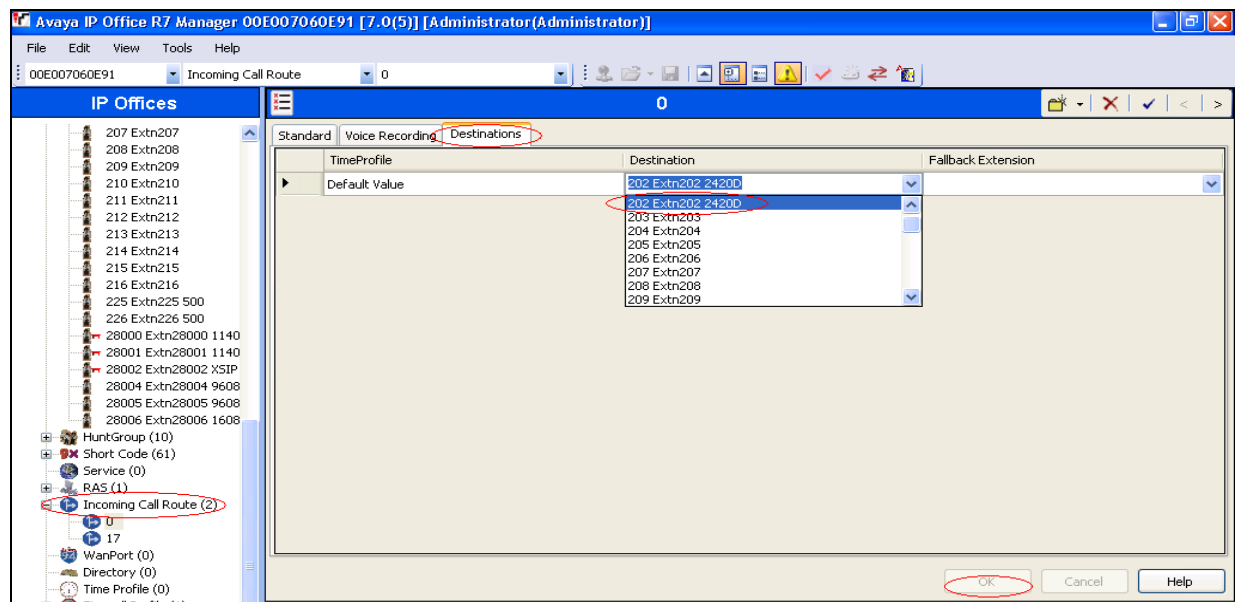 Avaya IP Office R7 Manager 00E007060E91 [7.0(5)] [Administrator(Administrator)]
File Edit View Tools Help
00E007060E91 Incoming Call Route 0
IP Offices
0
207 Extn207
208 Extn208
209 Extn209
210 Extn210
211 Extn211
212 Extn212
213 Extn213
214 Extn214
215 Extn215
216 Extn216
225 Extn225 500
226 Extn226 500
28000 Extn28000 1140
28001 Extn28001 1140
28002 Extn28002 XSIP
28004 Extn28004 9608
28005 Extn28005 9608
28006 Extn28006 1608
HuntGroup (10)
Short Code (61)
Service (0)
RAS (1)
Incoming Call Route (2)
0
17
WanPort (0)
Directory (0)
Time Profile (0)
Standard Voice Recording Destinations
TimeProfile Destination Fallback Extension
Default Value 202 Extn202 2420D
202 Extn202 2420D
203 Extn203
204 Extn204
205 Extn205
206 Extn206
207 Extn207
208 Extn208
209 Extn209
OK Cancel Help